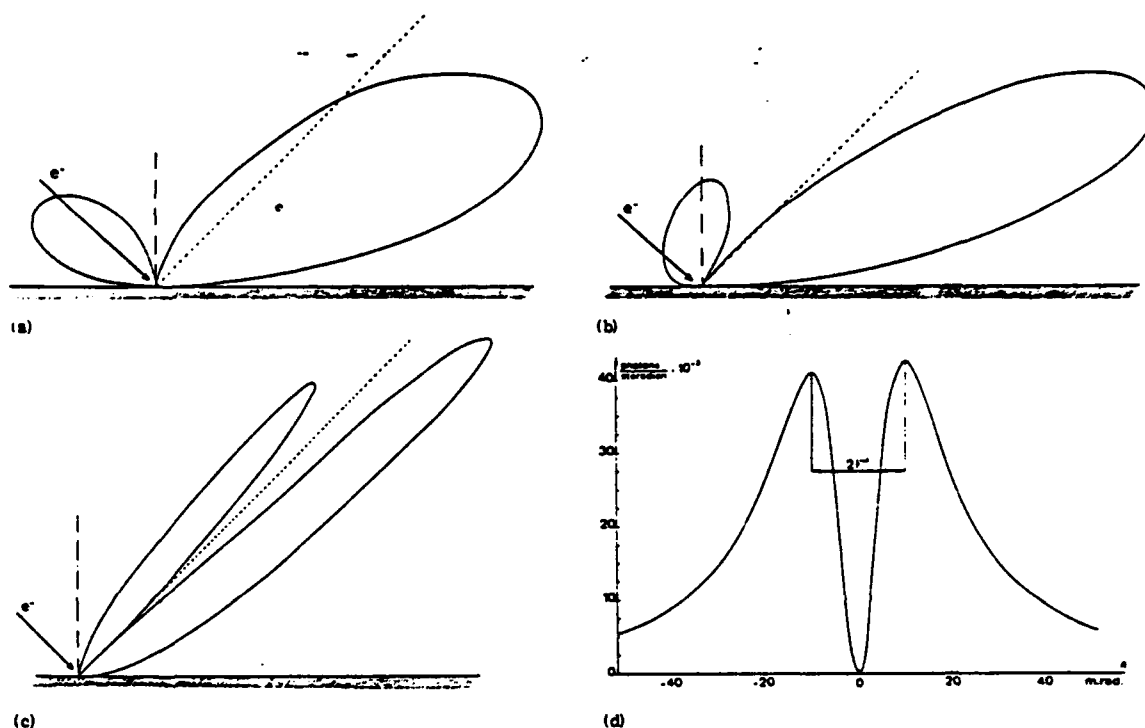 e⁻
e
(a)
e⁻
(b)
e⁻
(c)
photons
steradian · 10⁻³
40
30
20
10
0
-40
-20
0
20
40
m.rad.
(d)